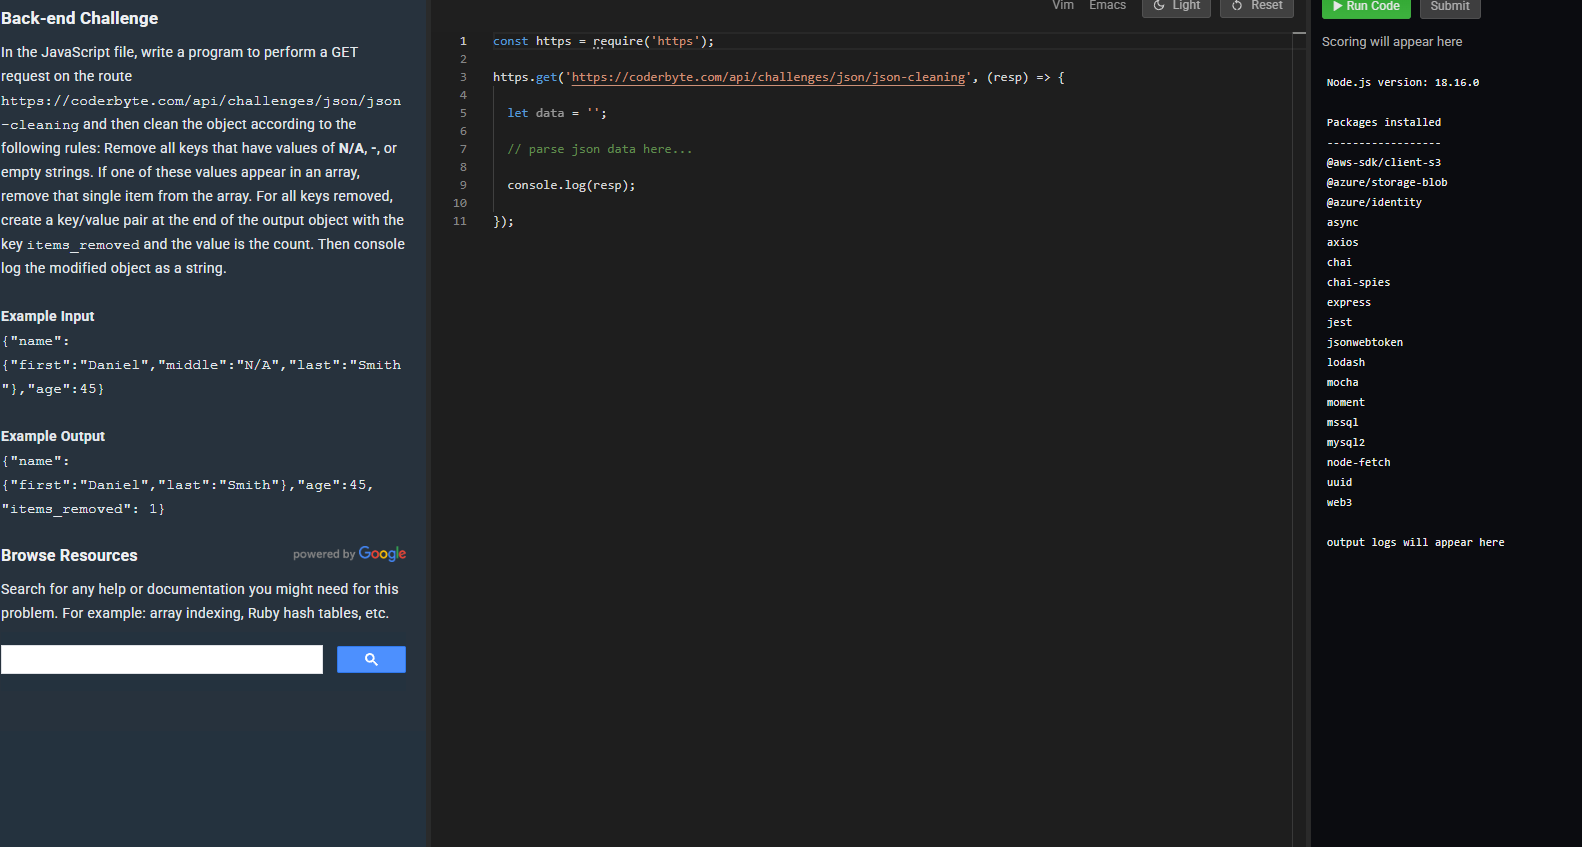 Back-end Challenge
In the JavaScript file, write a program to perform a GET
request on the route
https://coderbyte.com/api/challenges/json/json
-cleaning and then clean the object according to the
following rules: Remove all keys that have values of N/A, -, or
empty strings. If one of these values appear in an array,
remove that single item from the array. For all keys removed,
create a key/value pair at the end of the output object with the
key items_removed and the value is the count. Then console
log the modified object as a string.
Example Input
{"name":
{"first":"Daniel","middle":"N/A","last":"Smith
"},"age":45}
Example Output
{"name":
{"first":"Daniel","last":"Smith"},"age":45,
"items_removed": 1}
Browse Resources
powered by Google
Search for any help or documentation you might need for this
problem. For example: array indexing, Ruby hash tables, etc.
Vim Emacs Light Reset
1 const https = require('https');
2
3 https.get('https://coderbyte.com/api/challenges/json/json-cleaning', (resp) => {
4
5 let data = '';
6
7 // parse json data here...
8
9 console.log(resp);
10
11 });
Run Code Submit
Scoring will appear here
Node.js version: 18.16.0
Packages installed
------------------
@aws-sdk/client-s3
@azure/storage-blob
@azure/identity
async
axios
chai
chai-spies
express
jest
jsonwebtoken
lodash
mocha
moment
mssql
mysql2
node-fetch
uuid
web3
output logs will appear here